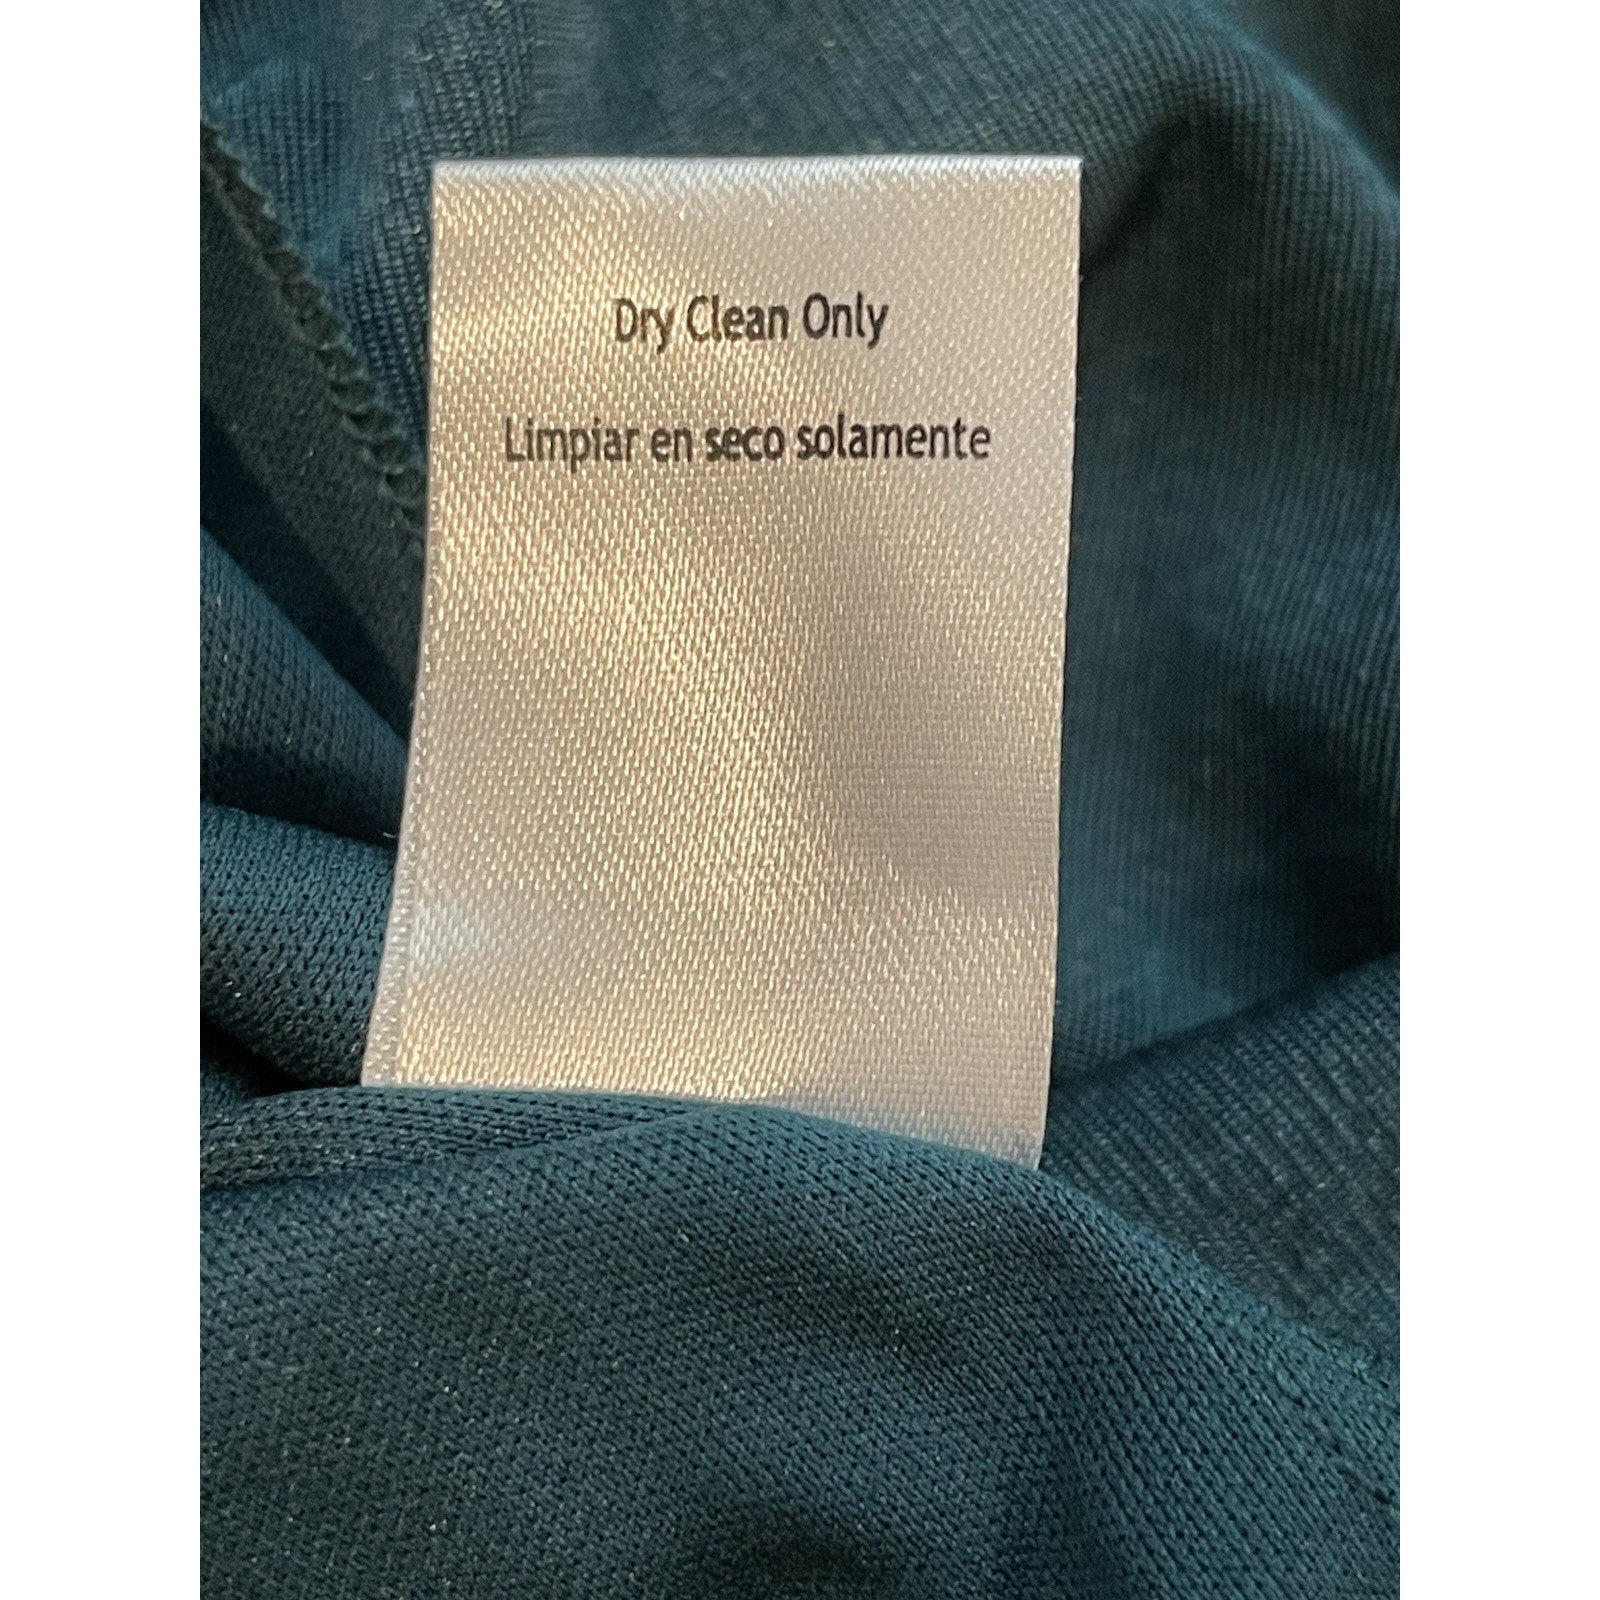 Dry Clean Only
Limpiar en seco solamente